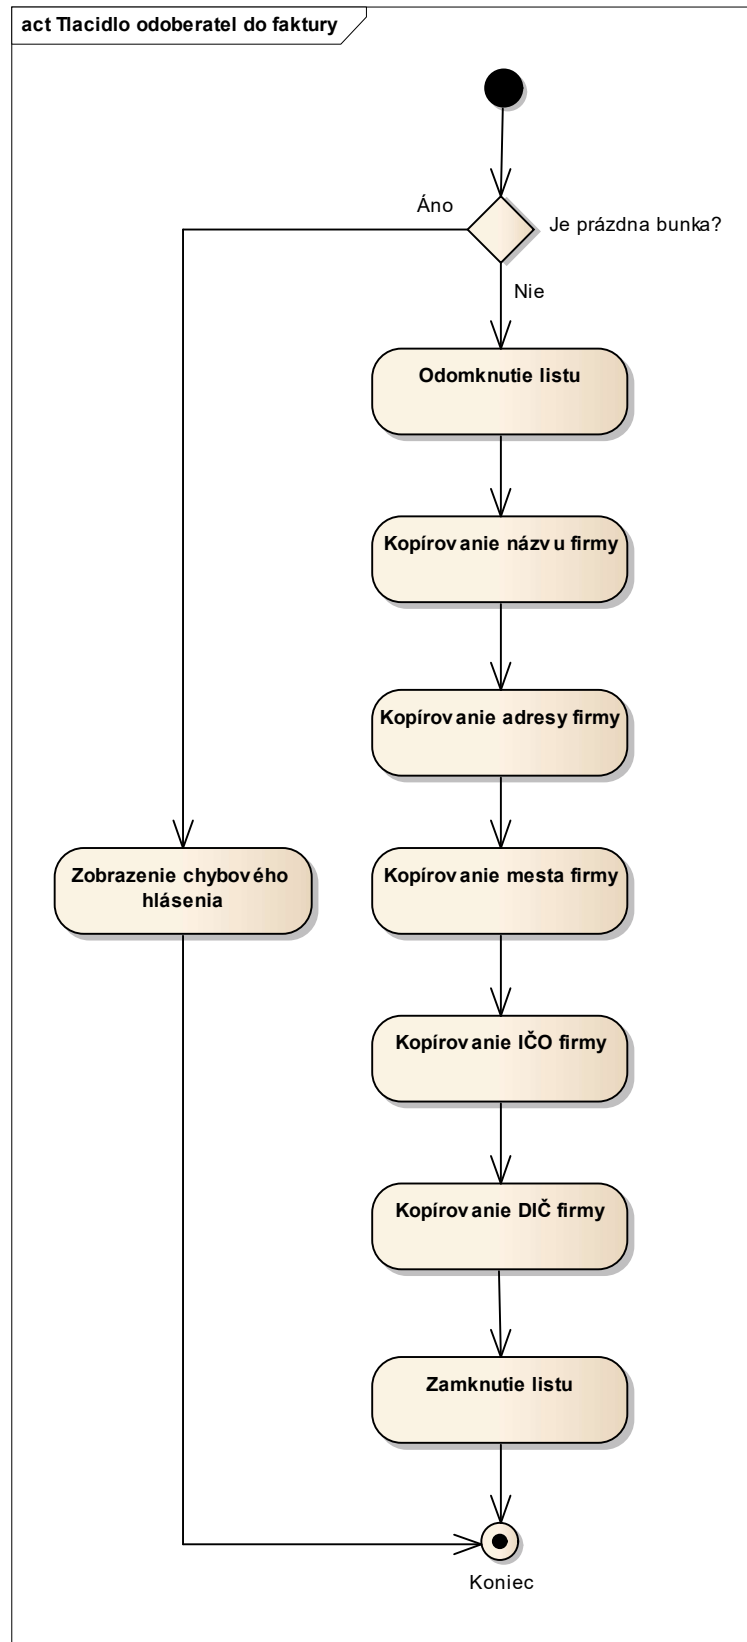 act Tlacidlo odoberatel do faktury
Áno
Je prázdna bunka?
Nie
Odomknutie listu
Kopírovanie názvu firmy
Kopírovanie adresy firmy
Zobrazenie chybového
hlásenia
Kopírovanie mesta firmy
Kopírovanie IČO firmy
Kopírovanie DIČ firmy
Zamknutie listu
Koniec